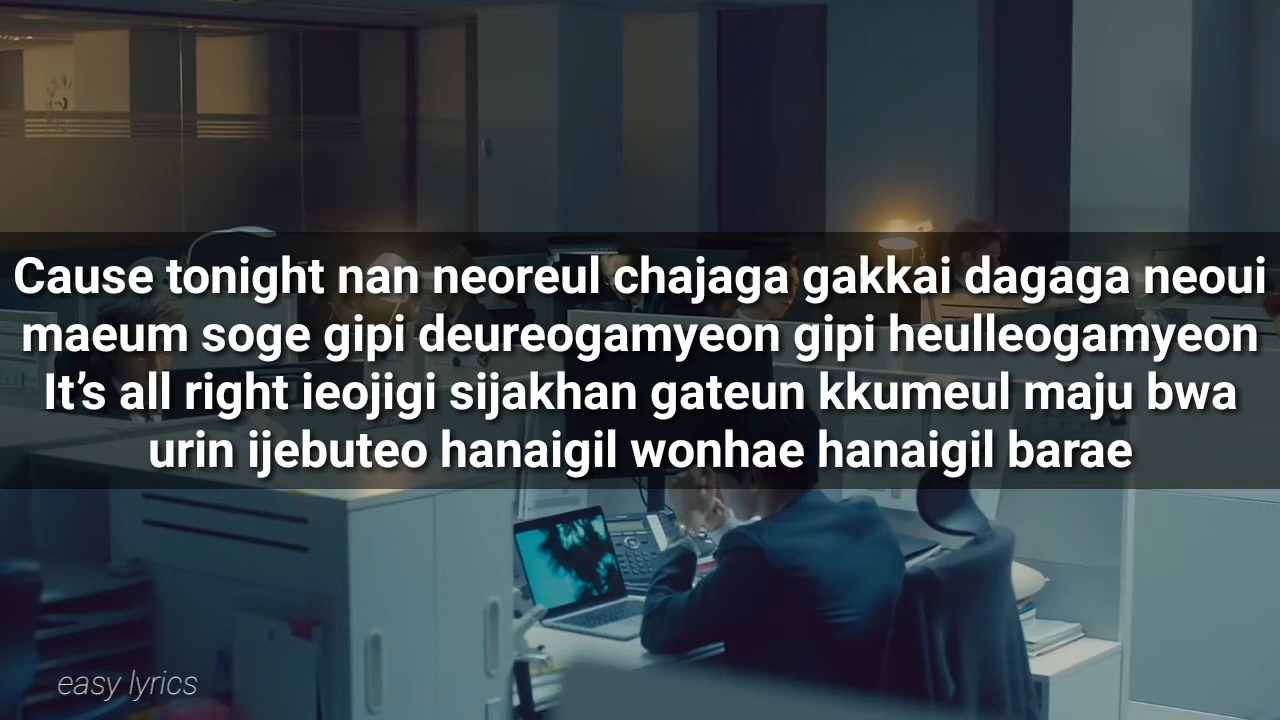 Cause tonight nan neoreul chajaga gakkai dagaga neoui
maeum soge gipi deureogamyeon gipi heulleogamyeon
It’s all right ieojigi sijakhan gateun kkumeul maju bwa
urin ijebuteo hanaigil wonhae hanaigil barae
easy lyrics